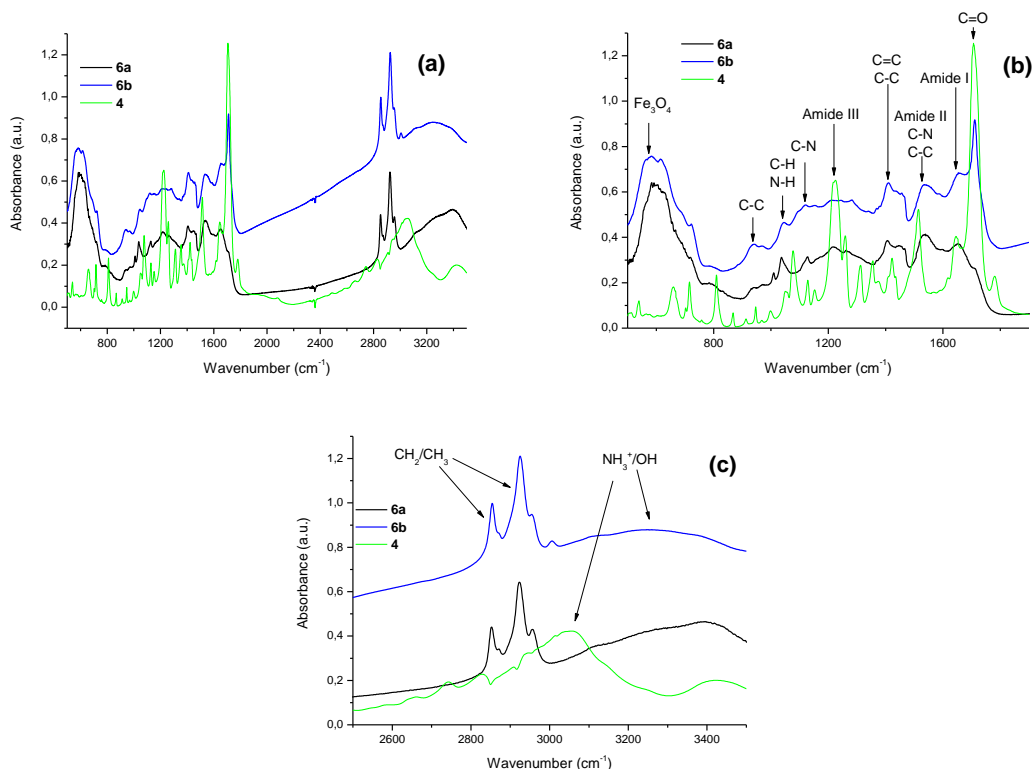 (a)
6a
6b
4
1,2
1,0
0,8
0,6
0,4
0,2
0,0
Absorbance (a.u.)
800 1200 1600 2000 2400 2800 3200
Wavenumber (cm-1)
(b)
6a
6b
4
C=O
C=C
C-C
Amide I
Fe3O4
Amide III
Amide II
C-N
C-C
C-N
C-H
N-H
C-C
1,2
1,0
0,8
0,6
0,4
0,2
0,0
Absorbance (a.u.)
800 1200 1600
Wavenumber (cm-1)
(c)
CH2/CH3
NH3+/OH
6a
6b
4
1,2
1,0
0,8
0,6
0,4
0,2
0,0
Absorbance (a.u.)
2600 2800 3000 3200 3400
Wavenumber (cm-1)